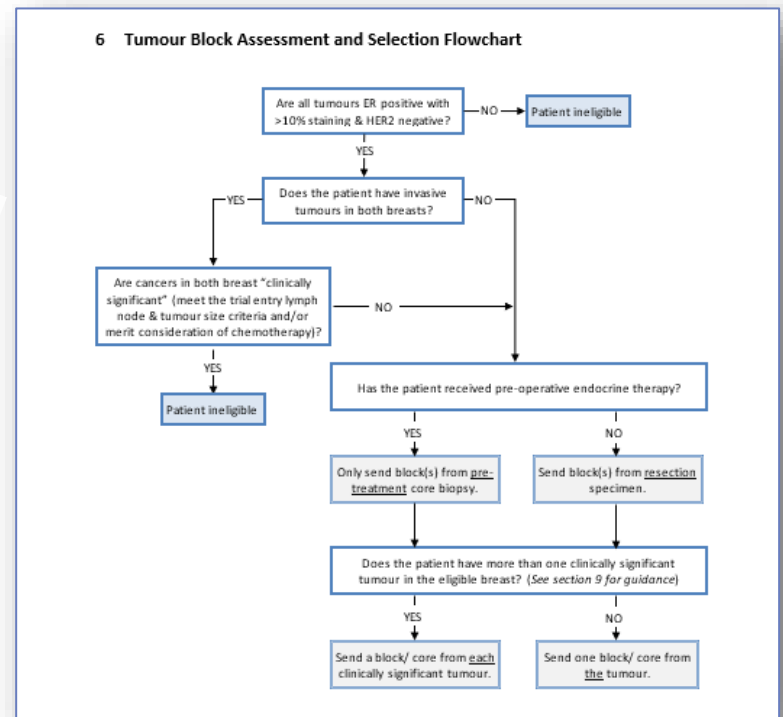 6 Tumour Block Assessment and Selection Flowchart
Are all tumours ER positive with
>10% staining & HER2 negative?
NO
Patient ineligible
YES
Does the patient have invasive
tumours in both breasts?
YES
NO
Are cancers in both breast "clinically
significant" (meet the trial entry lymph
node & tumour size criteria and/or
merit consideration of chemotherapy)?
NO
YES
Patient ineligible
Has the patient received pre-operative endocrine therapy?
YES
NO
Only send block(s) from pre-
treatment core biopsy.
Send block(s) from resection
specimen.
Does the patient have more than one clinically significant
tumour in the eligible breast? (See section 9 for guidance)
YES
NO
Send a block/ core from each
clinically significant tumour.
Send one block/ core from
the tumour.